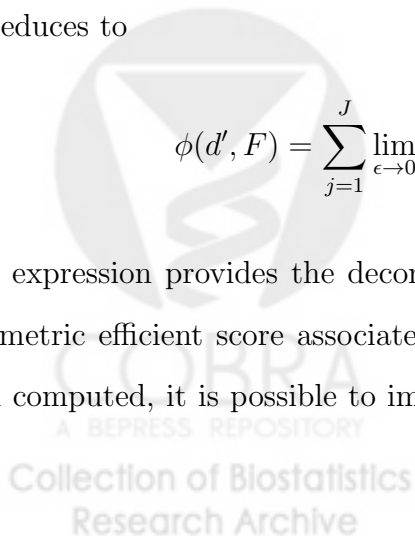 educes to
ϕ(d′, F) = ∑_{j=1}^{J} lim_{ϵ→0}
expression provides the decor
metric efficient score associate
computed, it is possible to im
COBRA
A BEPRESS REPOSITORY
Collection of Biostatistics
Research Archive